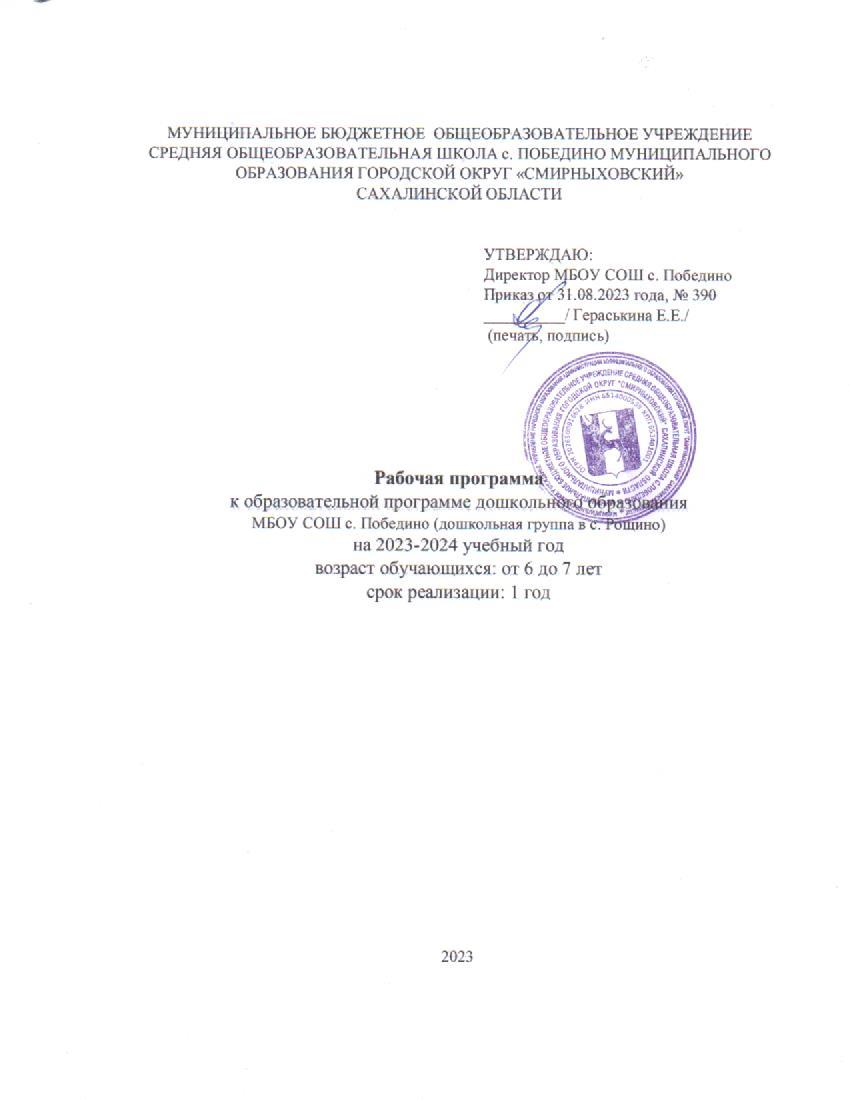 МУНИЦИПАЛЬНОЕ БЮДЖЕТНОЕ ОБЩЕОБРАЗОВАТЕЛЬНОЕ УЧРЕЖДЕНИЕ
СРЕДНЯЯ ОБЩЕОБРАЗОВАТЕЛЬНАЯ ШКОЛА с. ПОБЕДИНО МУНИЦИПАЛЬНОГО
ОБРАЗОВАНИЯ ГОРОДСКОЙ ОКРУГ «СМИРНЫХОВСКИЙ»
САХАЛИНСКОЙ ОБЛАСТИ
УТВЕРЖДАЮ:
Директор МБОУ СОШ с. Победино
Приказ от 31.08.2023 года, № 390
__________/ Гераськина Е.Е./
(печать, подпись)
Рабочая программа
к образовательной программе дошкольного образования
МБОУ СОШ с. Победино (дошкольная группа в с. Рощино)
на 2023-2024 учебный год
возраст обучающихся: от 6 до 7 лет
срок реализации: 1 год
2023